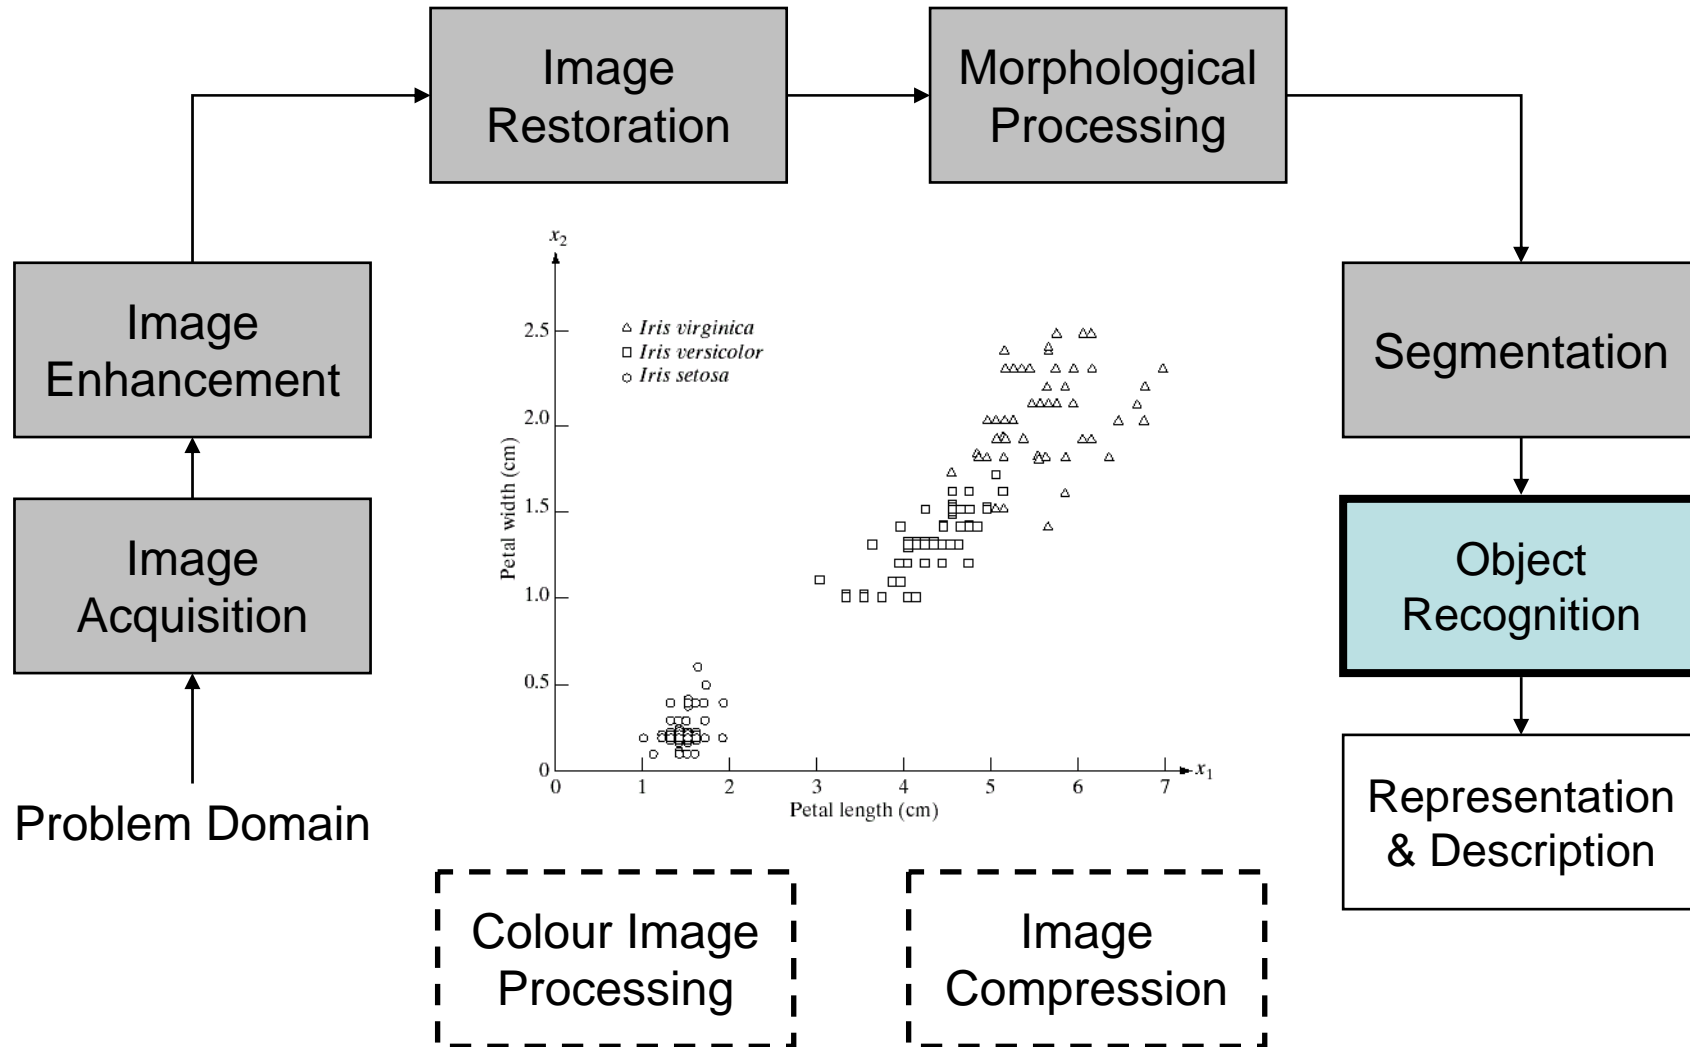 Image
Restoration
Morphological
Processing
Image
Enhancement
Image
Acquisition
Problem Domain
x2
2.5
2.0
1.5
1.0
0.5
0
Petal width (cm)
Iris virginica
Iris versicolor
Iris setosa
0 1 2 3 4 5 6 7
x1
Petal length (cm)
Segmentation
Object
Recognition
Representation
& Description
Colour Image
Processing
Image
Compression